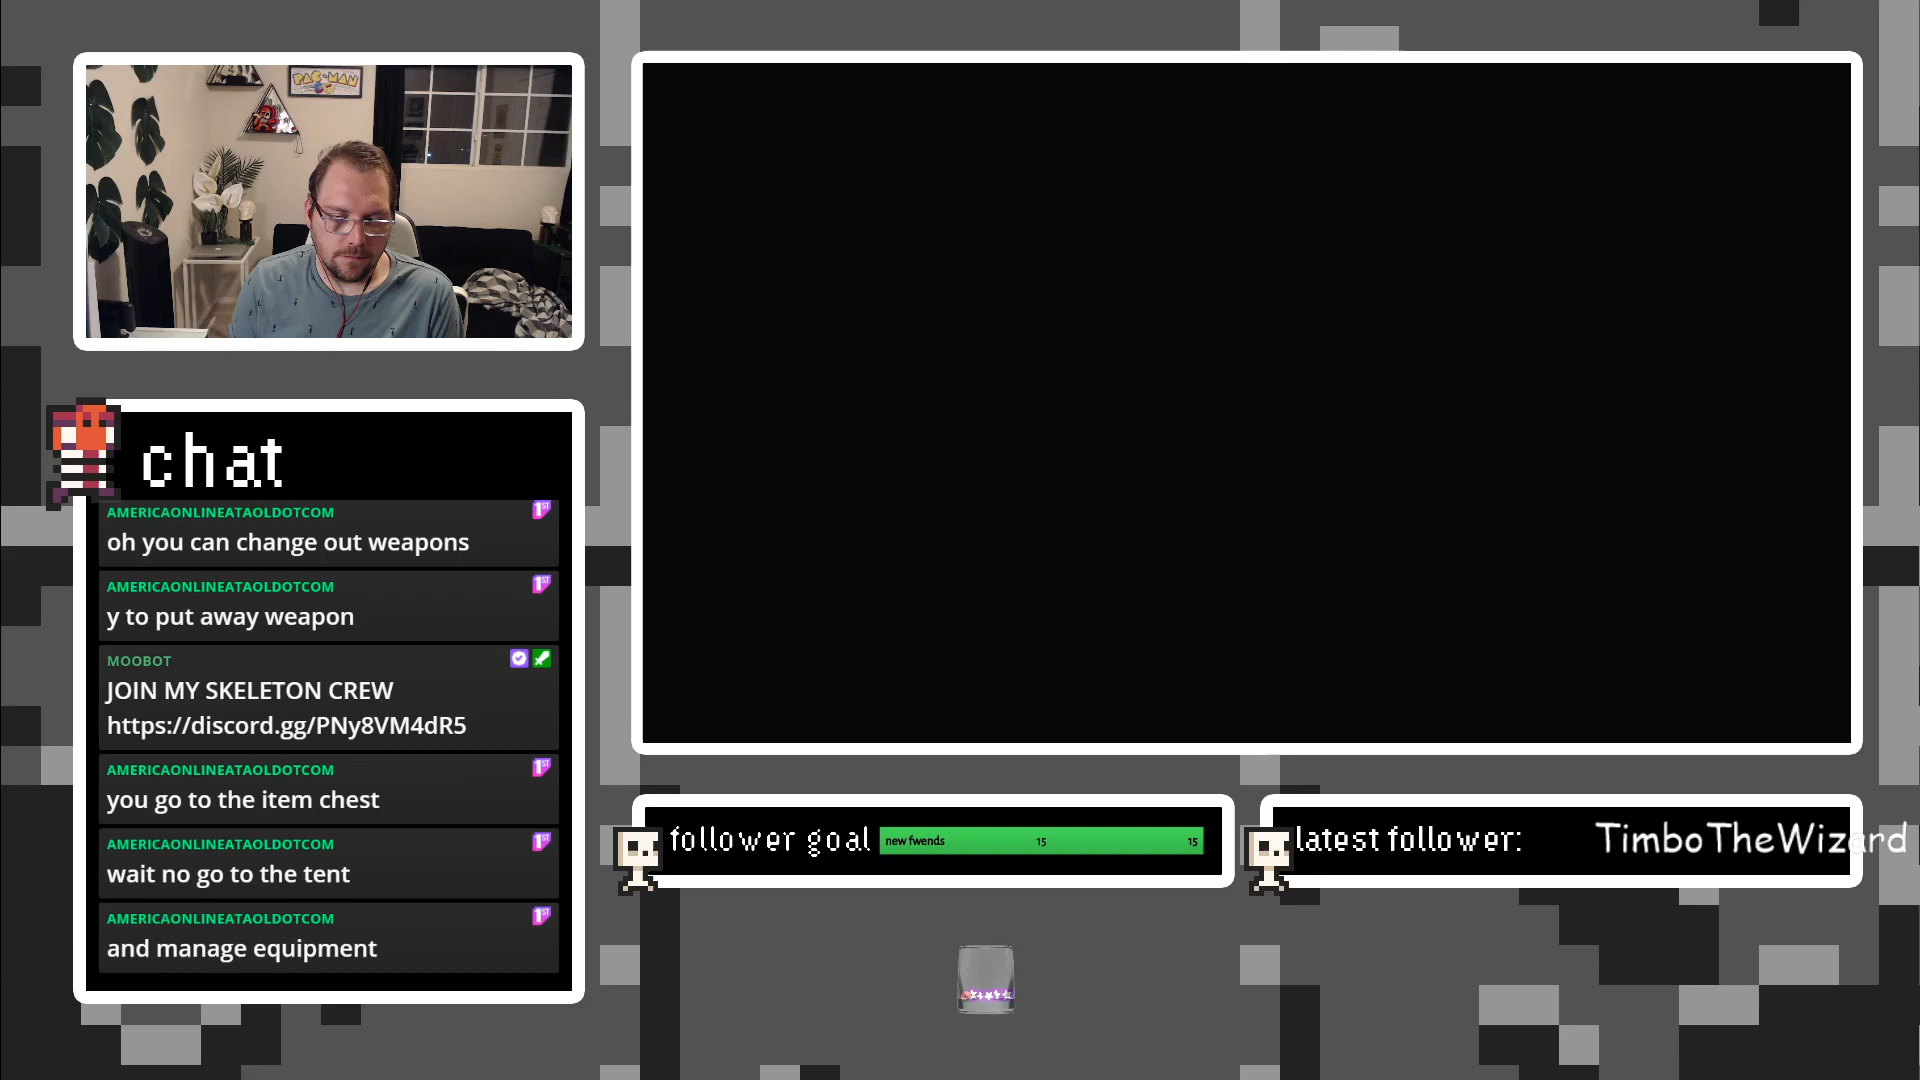 PAC-MAN
chat
AMERICAONLINEATAOLDOTCOM
oh you can change out weapons
AMERICAONLINEATAOLDOTCOM
y to put away weapon
MOOBOT
JOIN MY SKELETON CREW
https://discord.gg/PNy8VM4dR5
AMERICAONLINEATAOLDOTCOM
you go to the item chest
AMERICAONLINEATAOLDOTCOM
wait no go to the tent
AMERICAONLINEATAOLDOTCOM
and manage equipment
follower goal
new fwends 15 15
latest follower: TimboTheWizard